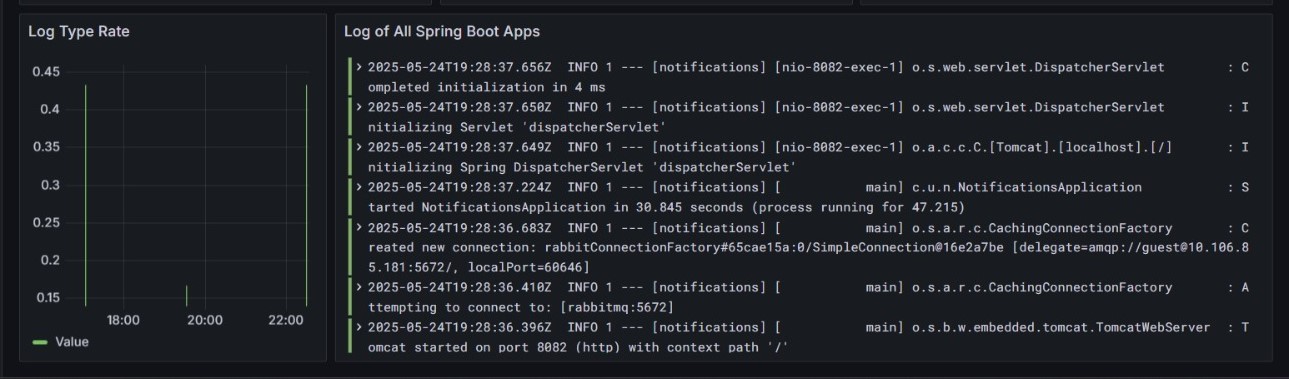 Log Type Rate
0.45
0.4
0.35
0.3
0.25
0.2
0.15
18:00 20:00 22:00
Value
Log of All Spring Boot Apps
> 2025-05-24T19:28:37.656Z  INFO 1 --- [notifications] [nio-8082-exec-1] o.s.web.servlet.DispatcherServlet        : C
ompleted initialization in 4 ms
> 2025-05-24T19:28:37.650Z  INFO 1 --- [notifications] [nio-8082-exec-1] o.s.web.servlet.DispatcherServlet        : I
nitializing Servlet 'dispatcherServlet'
> 2025-05-24T19:28:37.649Z  INFO 1 --- [notifications] [nio-8082-exec-1] o.a.c.c.C.[Tomcat].[localhost].[/]       : I
nitializing Spring DispatcherServlet 'dispatcherServlet'
> 2025-05-24T19:28:37.224Z  INFO 1 --- [notifications] [           main] c.u.n.NotificationsApplication           : S
tarted NotificationsApplication in 30.845 seconds (process running for 47.215)
> 2025-05-24T19:28:36.683Z  INFO 1 --- [notifications] [           main] o.s.a.r.c.CachingConnectionFactory       : C
reated new connection: rabbitConnectionFactory#65cae15a:0/SimpleConnection@16e2a7be [delegate=amqp://guest@10.106.8
5.181:5672/, localPort=60646]
> 2025-05-24T19:28:36.410Z  INFO 1 --- [notifications] [           main] o.s.a.r.c.CachingConnectionFactory       : A
ttempting to connect to: [rabbitmq:5672]
> 2025-05-24T19:28:36.396Z  INFO 1 --- [notifications] [           main] o.s.b.w.embedded.tomcat.TomcatWebServer  : T
omcat started on port 8082 (http) with context path '/'